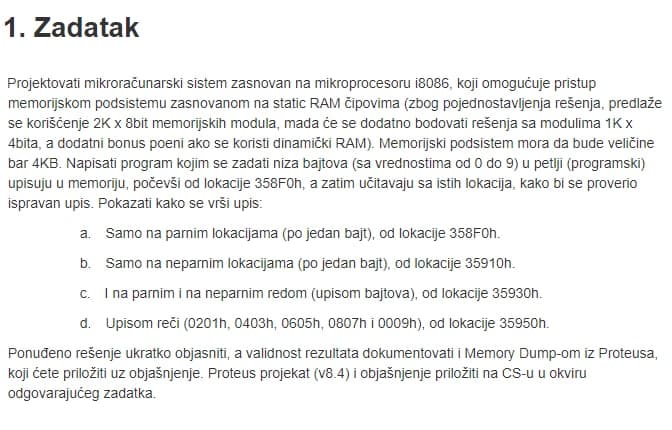 1. Zadatak
Projektovati mikroračunarski sistem zasnovan na mikroprocesoru i8086, koji omogućuje pristup
memorijskom podsistemu zasnovanom na static RAM čipovima (zbog pojednostavljenja rešenja, predlaže
se korišćenje 2K x 8bit memorijskih modula, mada će se dodatno bodovati rešenja sa modulima 1K x
4bita, a dodatni bonus poeni ako se koristi dinamički RAM). Memorijski podsistem mora da bude veličine
bar 4KB. Napisati program kojim se zadati niza bajtova (sa vrednostima od 0 do 9) u petlji (programski)
upisuju u memoriju, počevši od lokacije 358F0h, a zatim učitavaju sa istih lokacija, kako bi se proverio
ispravan upis. Pokazati kako se vrši upis:
a. Samo na parnim lokacijama (po jedan bajt), od lokacije 358F0h.
b. Samo na neparnim lokacijama (po jedan bajt), od lokacije 35910h.
c. I na parnim i na neparnim redom (upisom bajtova), od lokacije 35930h.
d. Upisom reči (0201h, 0403h, 0605h, 0807h i 0009h), od lokacije 35950h.
Ponuđeno rešenje ukratko objasniti, a validnost rezultata dokumentovati i Memory Dump-om iz Proteusa,
koji ćete priložiti uz objašnjenje. Proteus projekat (v8.4) i objašnjenje priložiti na CS-u u okviru
odgovarajućeg zadatka.